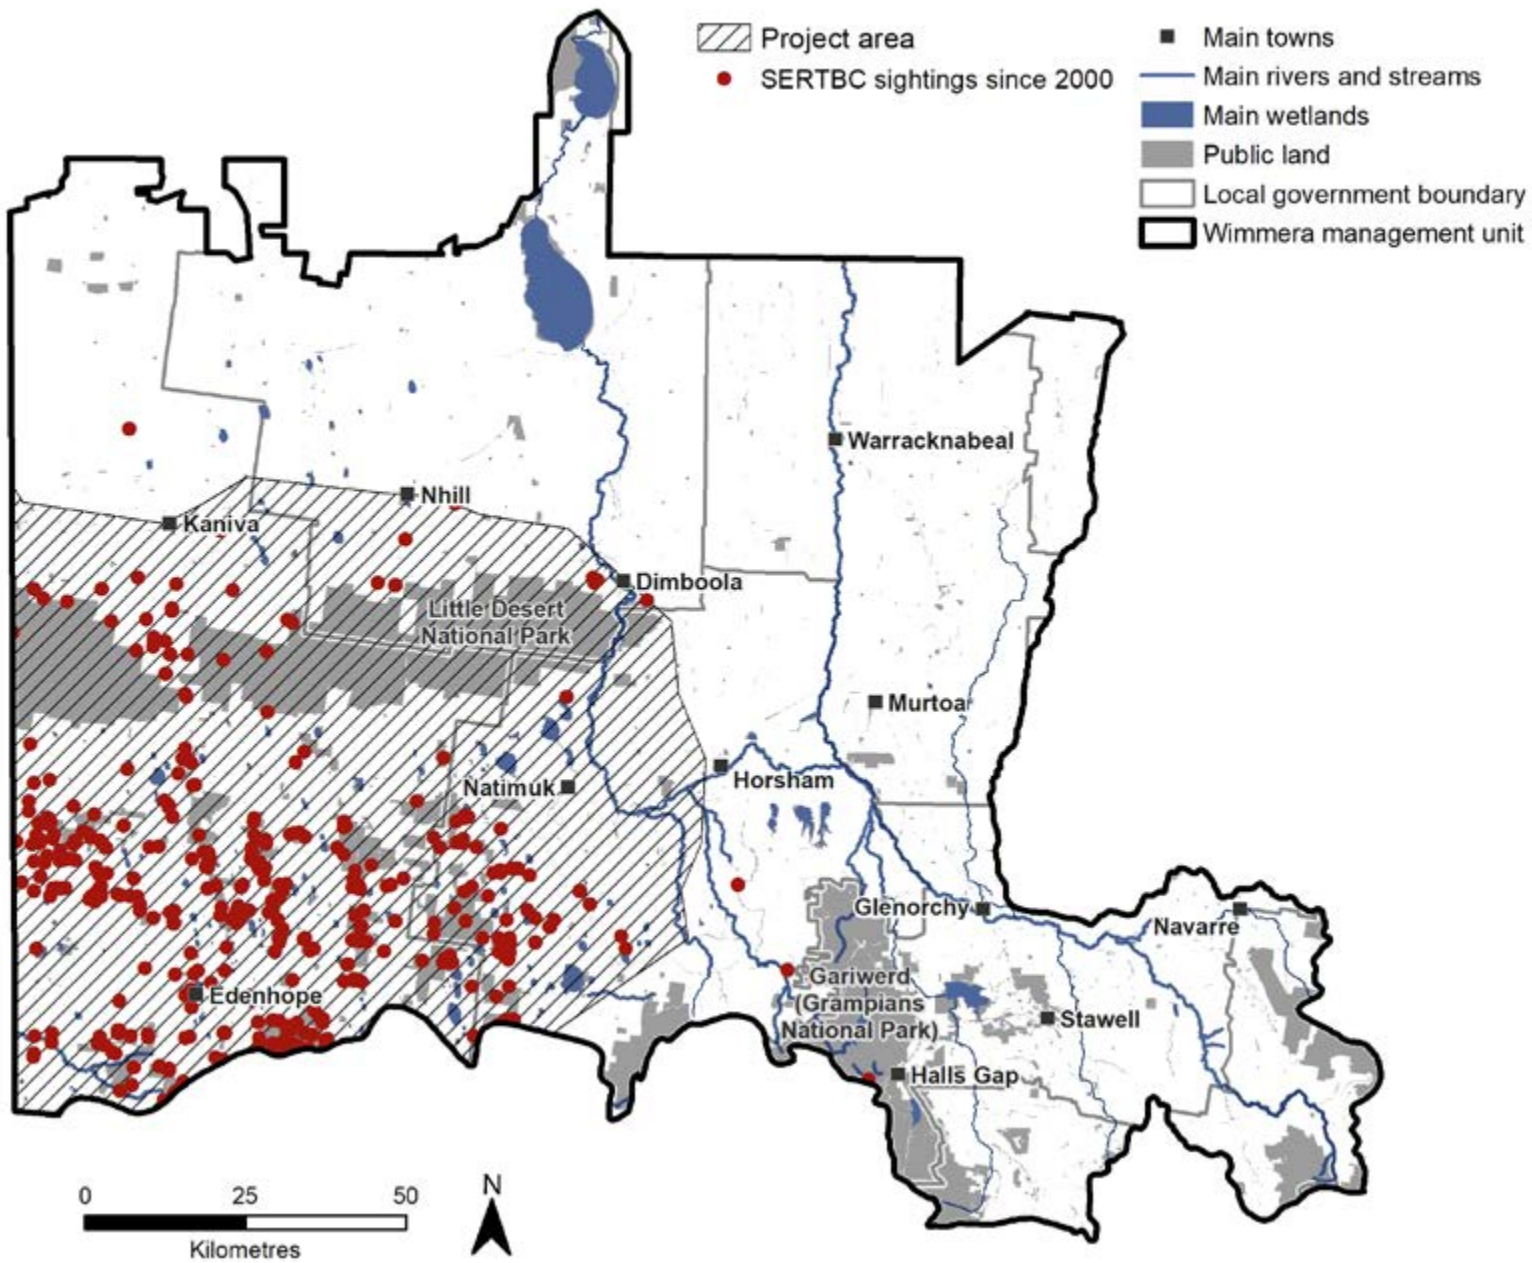 Project area
SERTBC sightings since 2000
Main towns
Main rivers and streams
Main wetlands
Public land
Local government boundary
Wimmera management unit
Warracknabeal
Nhill
Kaniva
Dimboola
Little Desert
National Park
Murtoa
Horsham
Natimuk
Glenorchy
Navarre
Gariwerd
(Grampians
National Park)
Edenhope
Stawell
Halls Gap
0 25 50
Kilometres
N